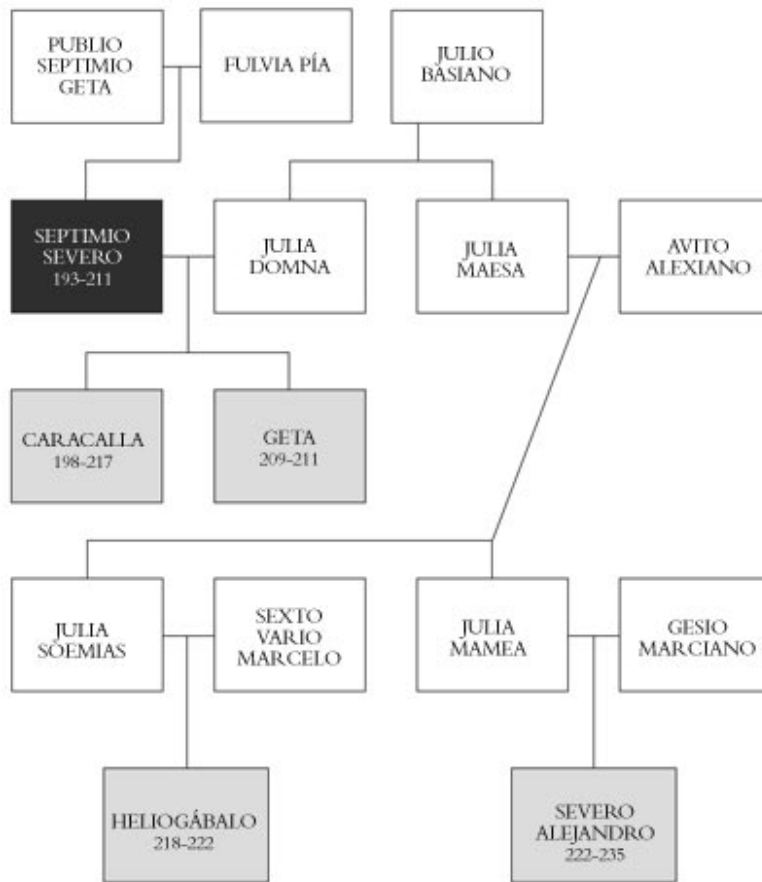 PUBLIO
SEPTIMIO
GETA
FULVIA PÍA
JULIO
BASIANO
SEPTIMIO
SEVERO
193-211
JULIA
DOMNA
JULIA
MAESA
AVITO
ALEXIANO
CARACALLA
198-217
GETA
209-211
JULIA
SOEMIAS
SEXTO
VARIO
MARCELO
JULIA
MAMEA
GESIO
MARCIANO
HELIOGÁBALO
218-222
SEVERO
ALEJANDRO
222-235